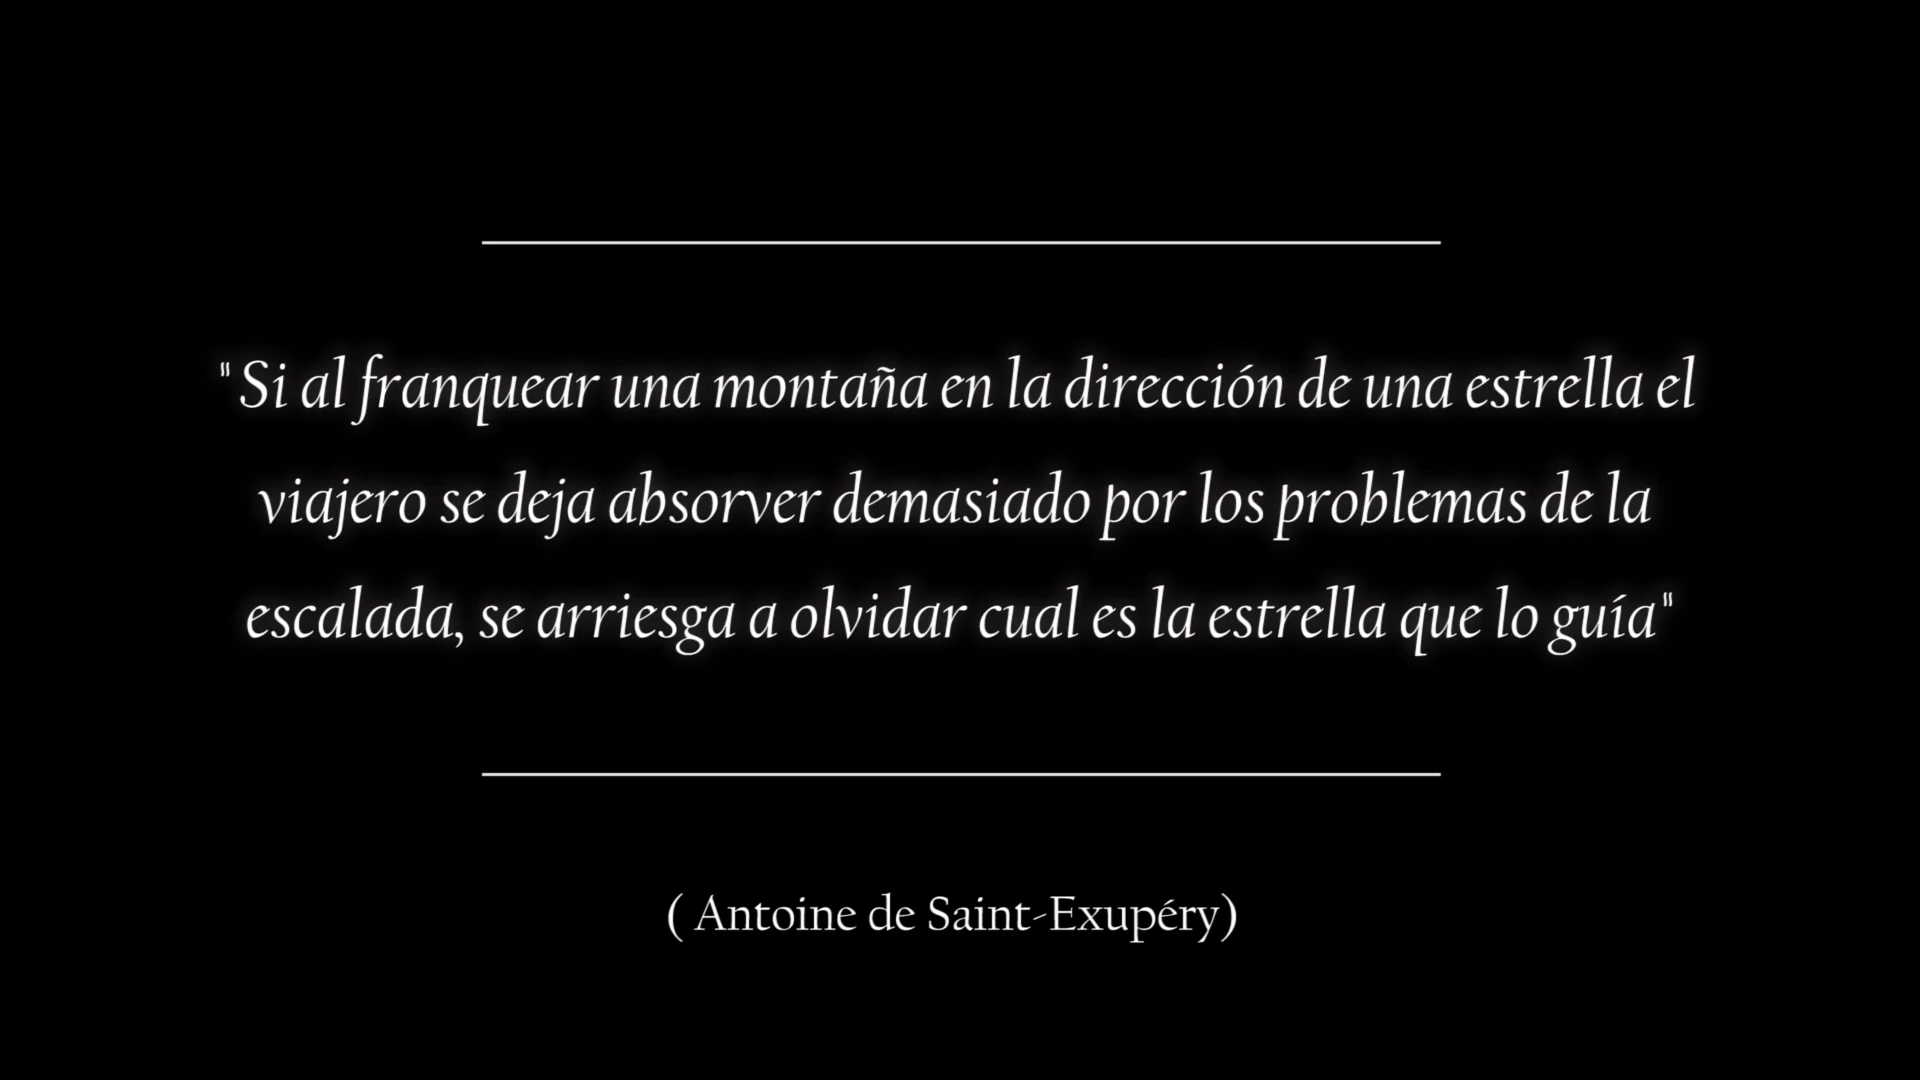 "Si al franquear una montaña en la dirección de una estrella el
viajero se deja absorver demasiado por los problemas de la
escalada, se arriesga a olvidar cual es la estrella que lo guía"
( Antoine de Saint-Exupéry)